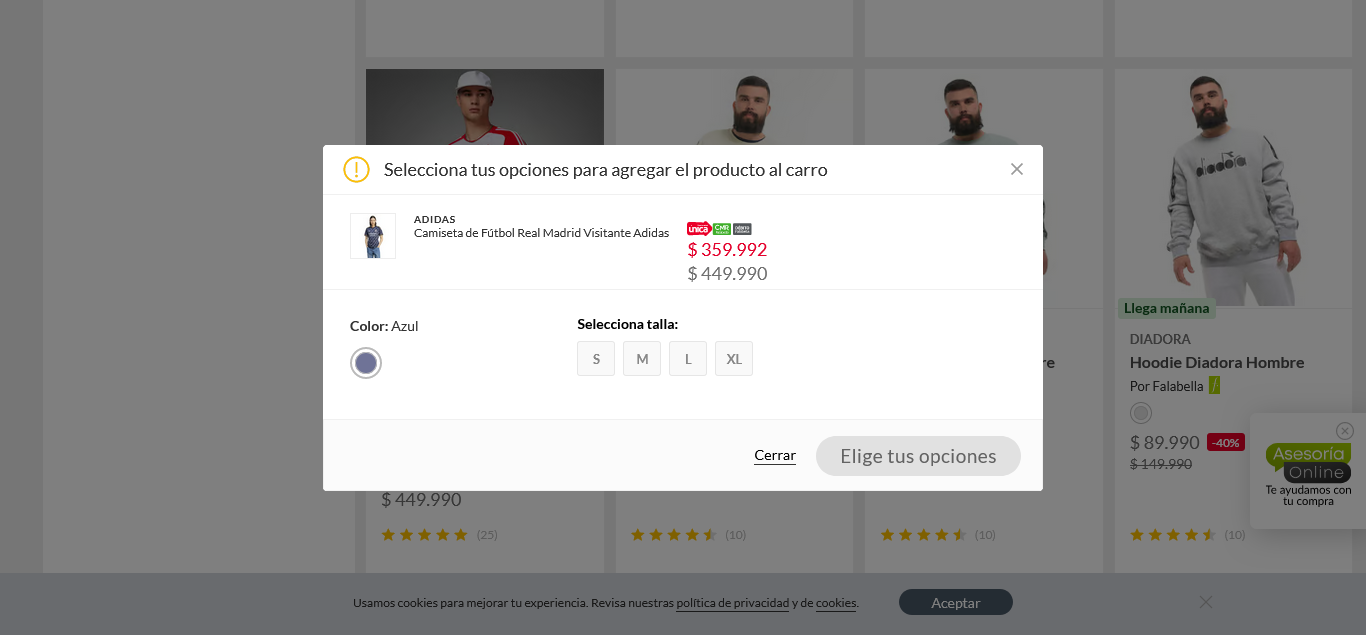 Selecciona tus opciones para agregar el producto al carro
ADIDAS
Camiseta de Fútbol Real Madrid Visitante Adidas
única CMR
$ 359.992
$ 449.990
Color: Azul
Selecciona talla:
S M L XL
Cerrar
Elige tus opciones
diadora
Llega mañana
DIADORA
Hoodie Diadora Hombre
Por Falabella
$ 89.990 -40%
$ 149.990
re
Asesoría
Online
Te ayudamos con
tu compra
$ 449.990
(25)
(10)
(10)
(10)
Usamos cookies para mejorar tu experiencia. Revisa nuestras política de privacidad y de cookies.
Aceptar